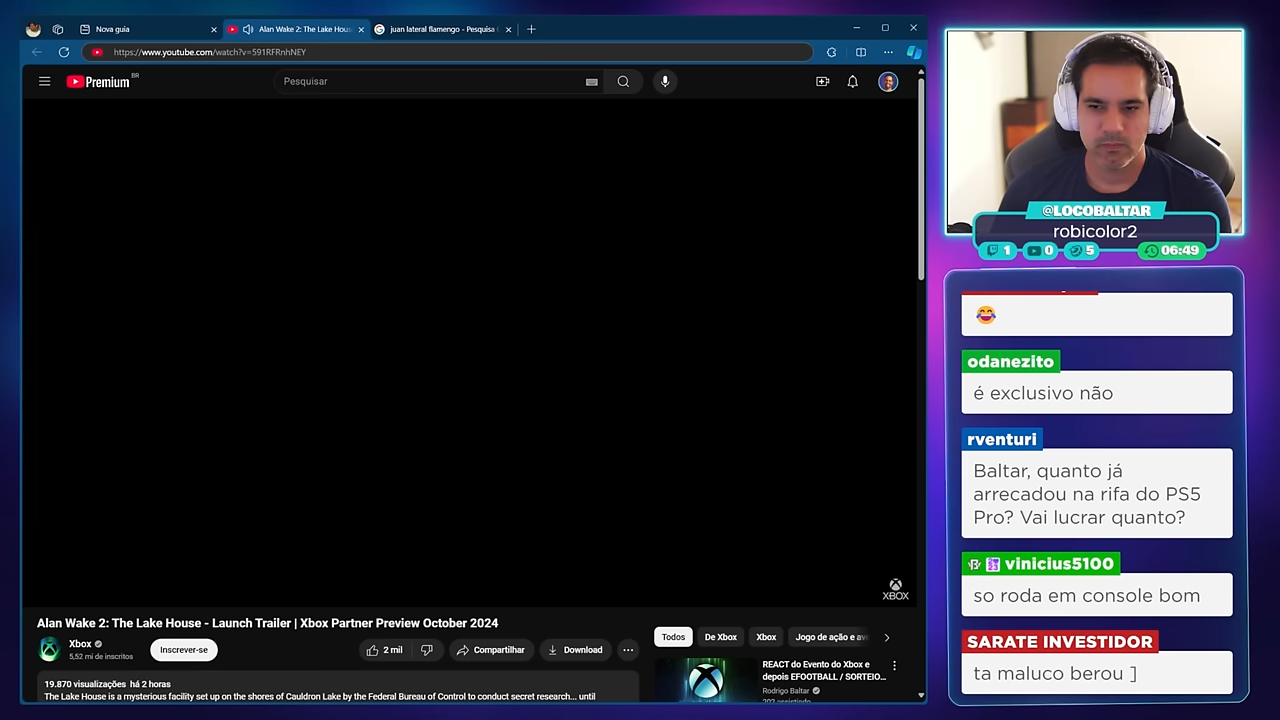 Nova guia
Alan Wake 2: The Lake Hous
juan lateral flamengo - Pesquisa
https://www.youtube.com/watch?v=591RFRnhNEY
Premium BR
Pesquisar
XBOX
Alan Wake 2: The Lake House - Launch Trailer | Xbox Partner Preview October 2024
Xbox
5,52 mi de inscritos
Inscrever-se
2 mil
Compartilhar
Download
19.870 visualizações há 2 horas
The Lake House is a mysterious facility set up on the shores of Cauldron Lake by the Federal Bureau of Control to conduct secret research... until
Todos
De Xbox
Xbox
Jogo de ação e ave
REACT do Evento do Xbox e
depois EFOOTBALL / SORTEIO...
Rodrigo Baltar
202 assistindo
@LOCOBALTAR
robicolor2
1
0
5
06:49
odanezito
é exclusivo não
rventuri
Baltar, quanto já
arrecadou na rifa do PS5
Pro? Vai lucrar quanto?
vinicius5100
so roda em console bom
SARATE INVESTIDOR
ta maluco berou ]